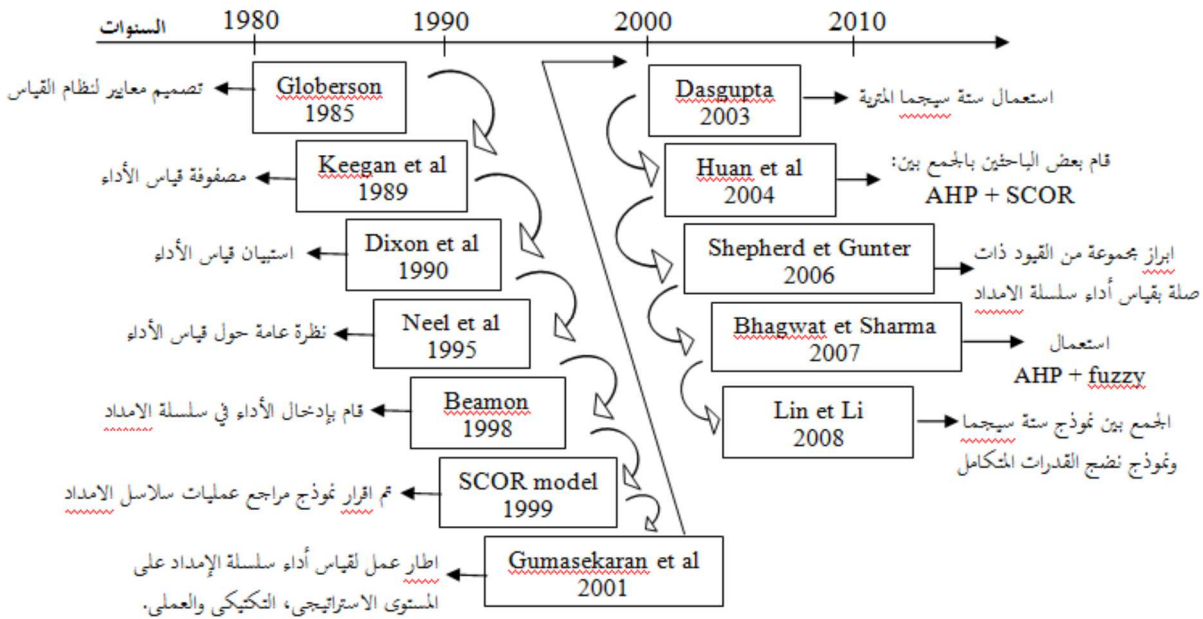 السنوات
1980
1990
2000
2010
Globerson
1985
تصميم معايير لنظام القياس
Keegan et al
1989
مصفوفة قياس الأداء
Dixon et al
1990
استبيان قياس الأداء
Neel et al
1995
نظرة عامة حول قياس الأداء
Beamon
1998
قام بإدخال الأداء في سلسلة الامداد
SCOR model
1999
تم اقرار نموذج مراجع عمليات سلاسل الامداد
Gumasekaran et al
2001
اطار عمل لقياس أداء سلسلة الإمداد على
المستوى الاستراتيجي، التكتيكي والعملي.
Dasgupta
2003
استعمال ستة سيجما المترية
Huan et al
2004
قام بعض الباحثين بالجمع بين:
AHP + SCOR
Shepherd et Gunter
2006
ابراز مجموعة من القيود ذات
صلة بقياس أداء سلسلة الامداد
Bhagwat et Sharma
2007
استعمال
AHP + fuzzy
Lin et Li
2008
الجمع بين نموذج ستة سيجما
ونموذج نضج القدرات المتكامل